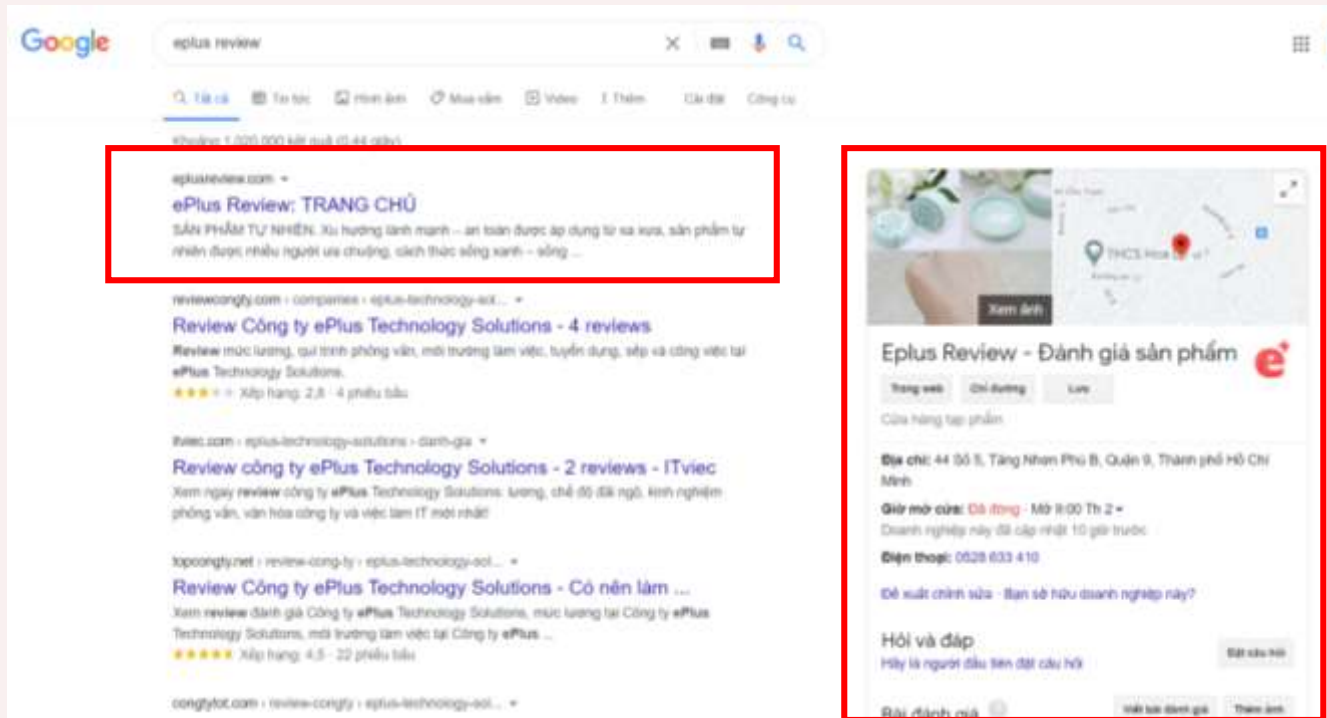 Google
eplus review
Tất cả Tin tức Hình ảnh Mua sắm Video Thêm Cài đặt Công cụ
Khoảng 1.020.000 kết quả (0,44 giây)
eplusreview.com
ePlus Review: TRANG CHỦ
SẢN PHẨM TỰ NHIÊN. Xu hướng lành mạnh – an toàn được áp dụng từ xa xưa, sản phẩm tự
nhiên được nhiều người ưa chuộng, cách thức sống xanh – sống ...
reviewcongty.com › companies › eplus-technology-sol...
Review Công ty ePlus Technology Solutions - 4 reviews
Review mức lương, qui trình phỏng vấn, môi trường làm việc, tuyển dụng, sếp và công việc tại
ePlus Technology Solutions.
Xếp hạng: 2,8 · 4 phiếu bầu
itviec.com › eplus-technology-solutions › danh-gia
Review công ty ePlus Technology Solutions - 2 reviews - ITviec
Xem ngay review công ty ePlus Technology Solutions: lương, chế độ đãi ngộ, kinh nghiệm
phỏng vấn, văn hóa công ty và việc làm IT mới nhất!
topcongty.net › review-cong-ty › eplus-technology-sol...
Review Công ty ePlus Technology Solutions - Có nên làm ...
Xem review đánh giá Công ty ePlus Technology Solutions, mức lương tại Công ty ePlus
Technology Solutions, môi trường làm việc tại Công ty ePlus ...
Xếp hạng: 4,5 · 22 phiếu bầu
congtytot.com › review-congty › eplus-technology-sol...
THCS Hoa
Xem ảnh
Eplus Review - Đánh giá sản phẩm
e+
Trang web Chỉ đường Lưu
Cửa hàng tạp phẩm
Địa chỉ: 44 Số 5, Tăng Nhơn Phú B, Quận 9, Thành phố Hồ Chí
Minh
Giờ mở cửa: Đã đóng · Mở 8:00 Th 2
Doanh nghiệp này đã cập nhật 10 giờ trước
Điện thoại: 0528 633 410
Đề xuất chỉnh sửa · Bạn sở hữu doanh nghiệp này?
Hỏi và đáp
Đặt câu hỏi
Hãy là người đầu tiên đặt câu hỏi
Bài đánh giá
Viết bài đánh giá Thêm ảnh